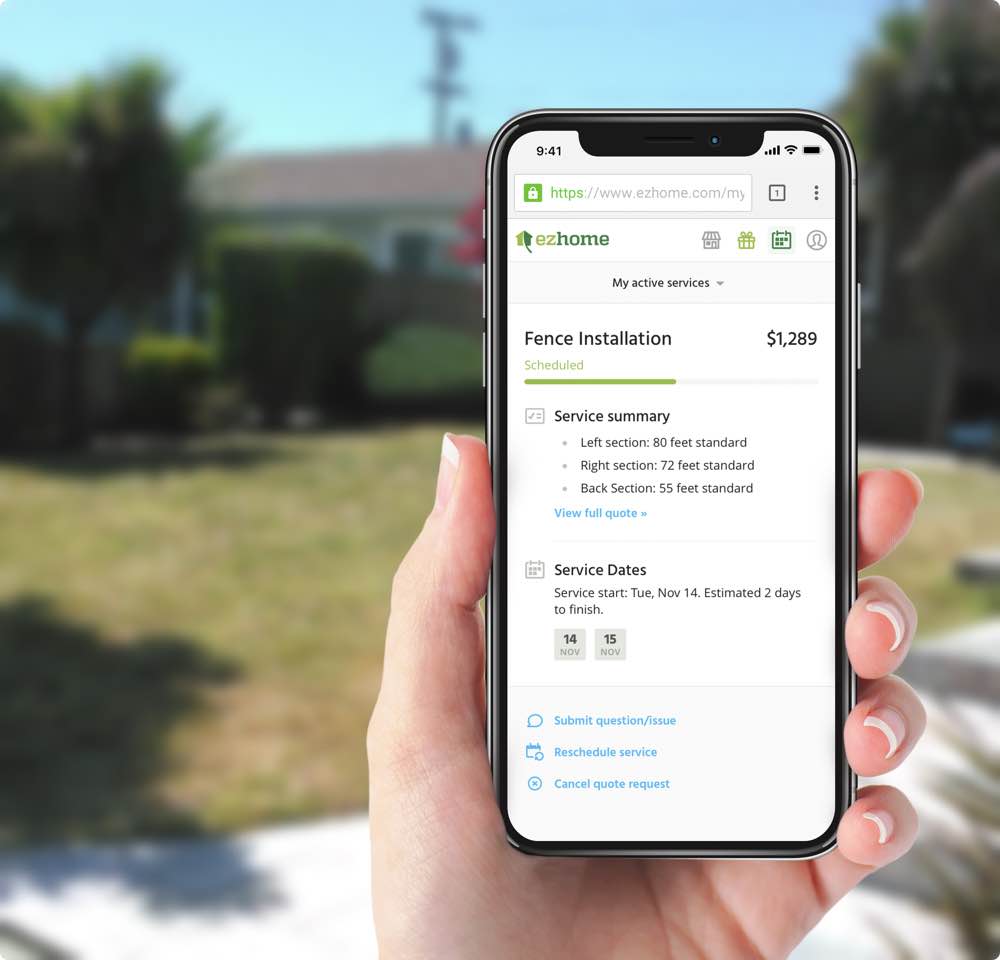 9:41
https://www.ezhome.com/my
1
ezhome
My active services
Fence Installation
$1,289
Scheduled
Service summary
Left section: 80 feet standard
Right section: 72 feet standard
Back Section: 55 feet standard
View full quote »
Service Dates
Service start: Tue, Nov 14. Estimated 2 days
to finish.
14
NOV
15
NOV
Submit question/issue
Reschedule service
Cancel quote request